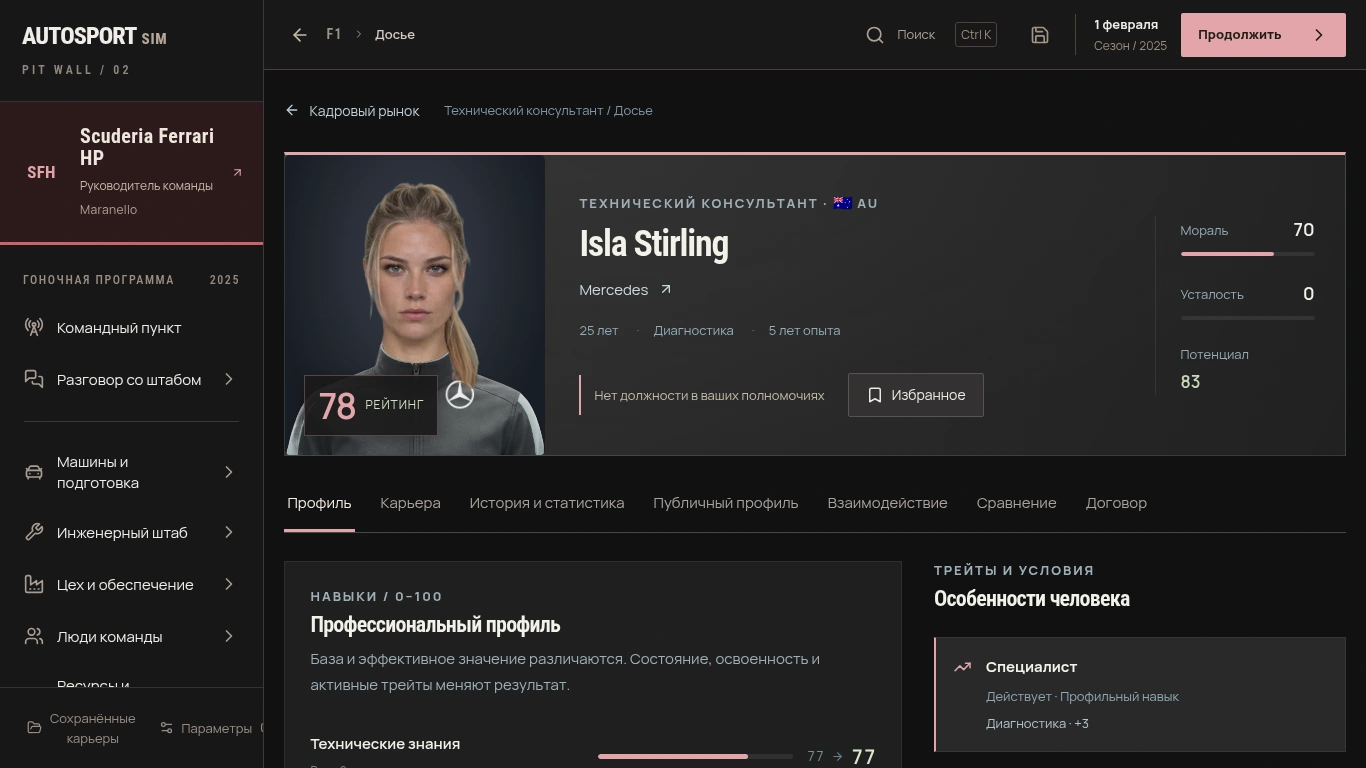 AUTOSPORT SIM
PIT WALL / 02
SFH
Scuderia Ferrari HP
Руководитель команды
Maranello
ГОНОЧНАЯ ПРОГРАММА 2025
Командный пункт
Разговор со штабом
Машины и подготовка
Инженерный штаб
Цех и обеспечение
Люди команды
Ресурсы и
Сохранённые карьеры
Параметры
F1 > Досье
Поиск Ctrl K
1 февраля
Сезон / 2025
Продолжить
Кадровый рынок
Технический консультант / Досье
ТЕХНИЧЕСКИЙ КОНСУЛЬТАНТ · 🇦🇺 AU
Isla Stirling
Mercedes
25 лет · Диагностика · 5 лет опыта
Нет должности в ваших полномочиях
Избранное
78 РЕЙТИНГ
Мораль 70
Усталость 0
Потенциал
83
Профиль Карьера История и статистика Публичный профиль Взаимодействие Сравнение Договор
НАВЫКИ / 0–100
Профессиональный профиль
База и эффективное значение различаются. Состояние, освоенность и
активные трейты меняют результат.
Технические знания
77 → 77
ТРЕЙТЫ И УСЛОВИЯ
Особенности человека
Специалист
Действует · Профильный навык
Диагностика · +3